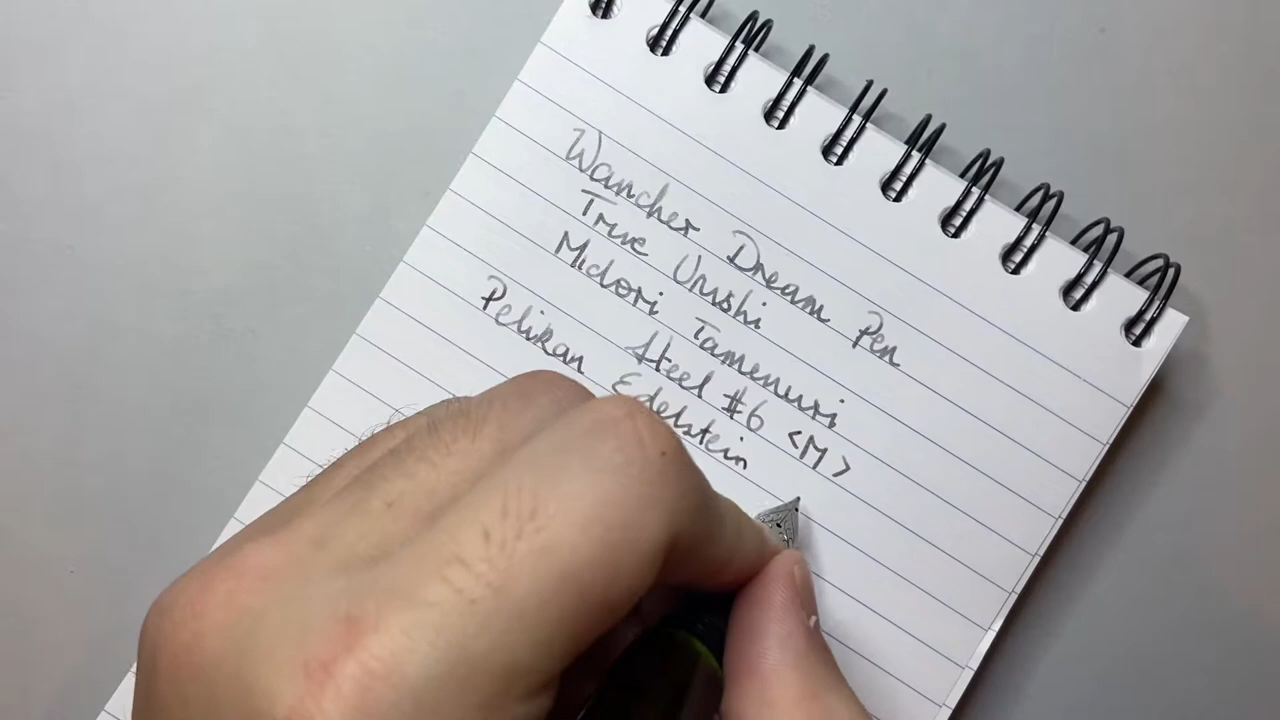 Wancher Dream Pen
True Urushi
Midori Tamenuri
Steel #6 <M>
Pelikan Edelstein